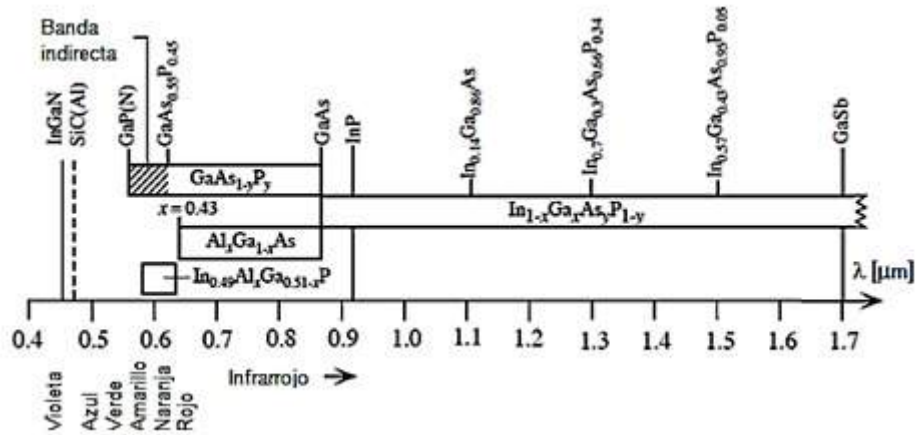 Banda
indirecta
InGaN
SiC(Al)
GaP(N)
GaAs0.55P0.45
GaAs
InP
In0.14Ga0.86As
In0.7Ga0.3As0.66P0.34
In0.57Ga0.43As0.95P0.05
GaSb
GaAs1-yPy
x = 0.43
In1-xGaxAsyP1-y
AlxGa1-xAs
In0.49AlxGa0.51-xP
λ [μm]
0.4 0.5 0.6 0.7 0.8 0.9 1.0 1.1 1.2 1.3 1.4 1.5 1.6 1.7
Infrarrojo
Violeta
Azul
Verde
Amarillo
Naranja
Rojo